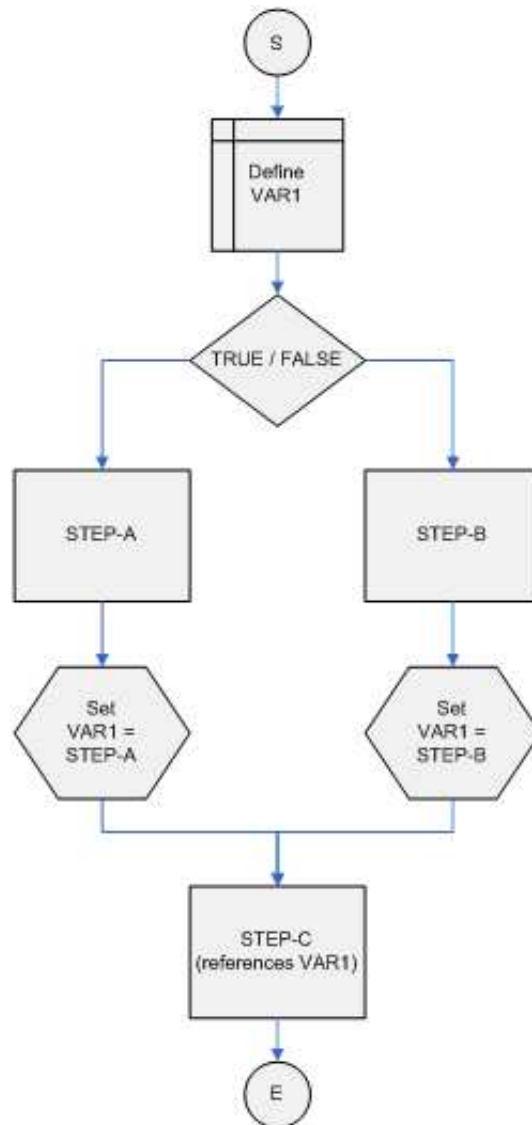 S
Define
VAR1
TRUE / FALSE
STEP-A
STEP-B
Set
VAR1 =
STEP-A
Set
VAR1 =
STEP-B
STEP-C
(references VAR1)
E